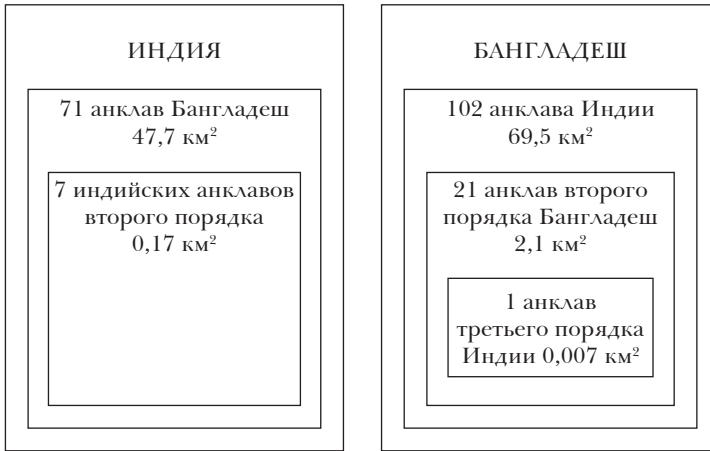 ИНДИЯ
71 анклав Бангладеш
47,7 км²
7 индийских анклавов
второго порядка
0,17 км²
БАНГЛАДЕШ
102 анклава Индии
69,5 км²
21 анклав второго
порядка Бангладеш
2,1 км²
1 анклав
третьего порядка
Индии 0,007 км²